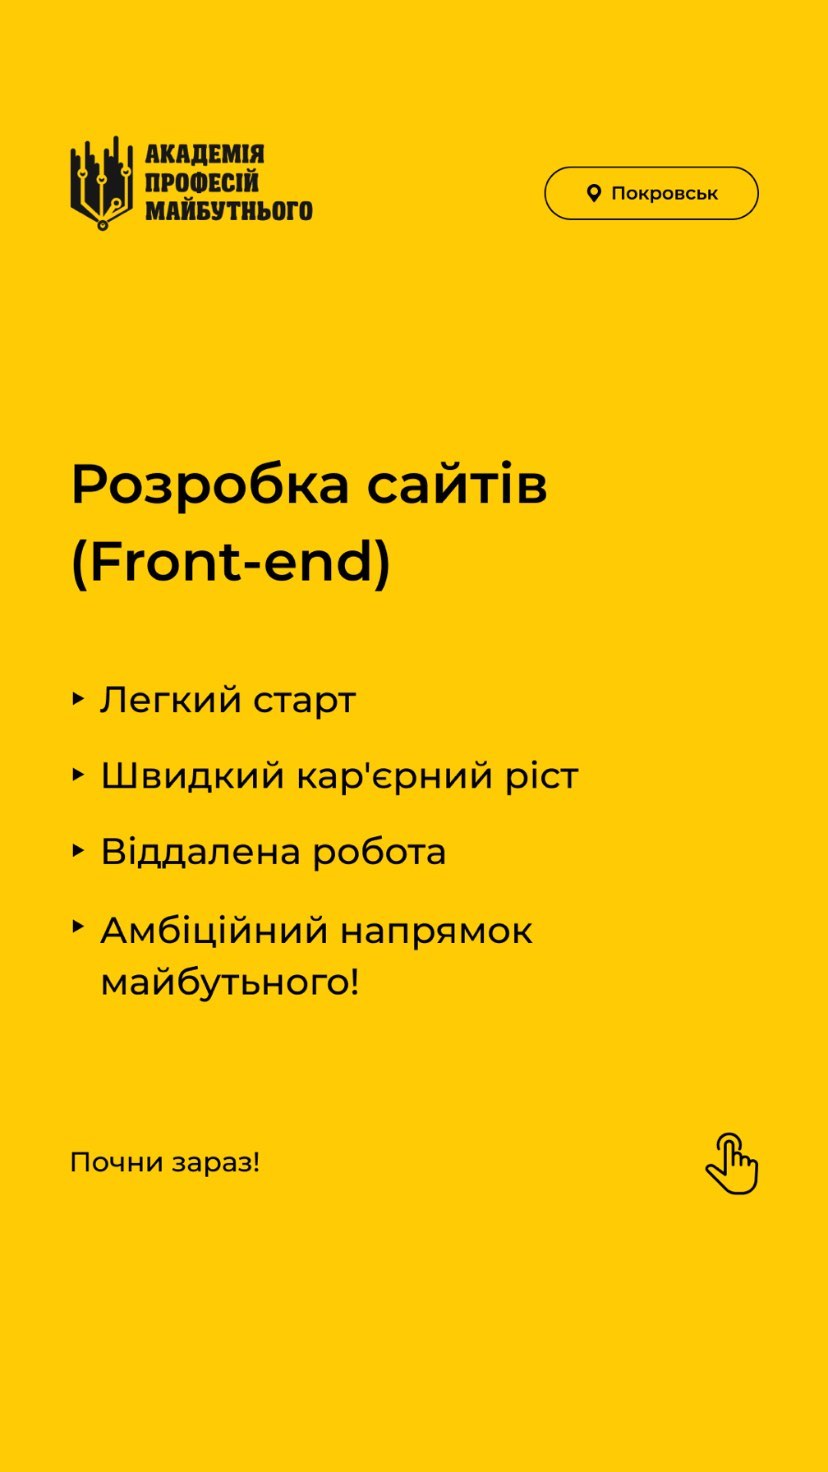 АКАДЕМІЯ
ПРОФЕСІЙ
МАЙБУТНЬОГО
Покровськ
Розробка сайтів
(Front-end)
‣ Легкий старт
‣ Швидкий кар'єрний ріст
‣ Віддалена робота
‣ Амбіційний напрямок
майбутьного!
Почни зараз!